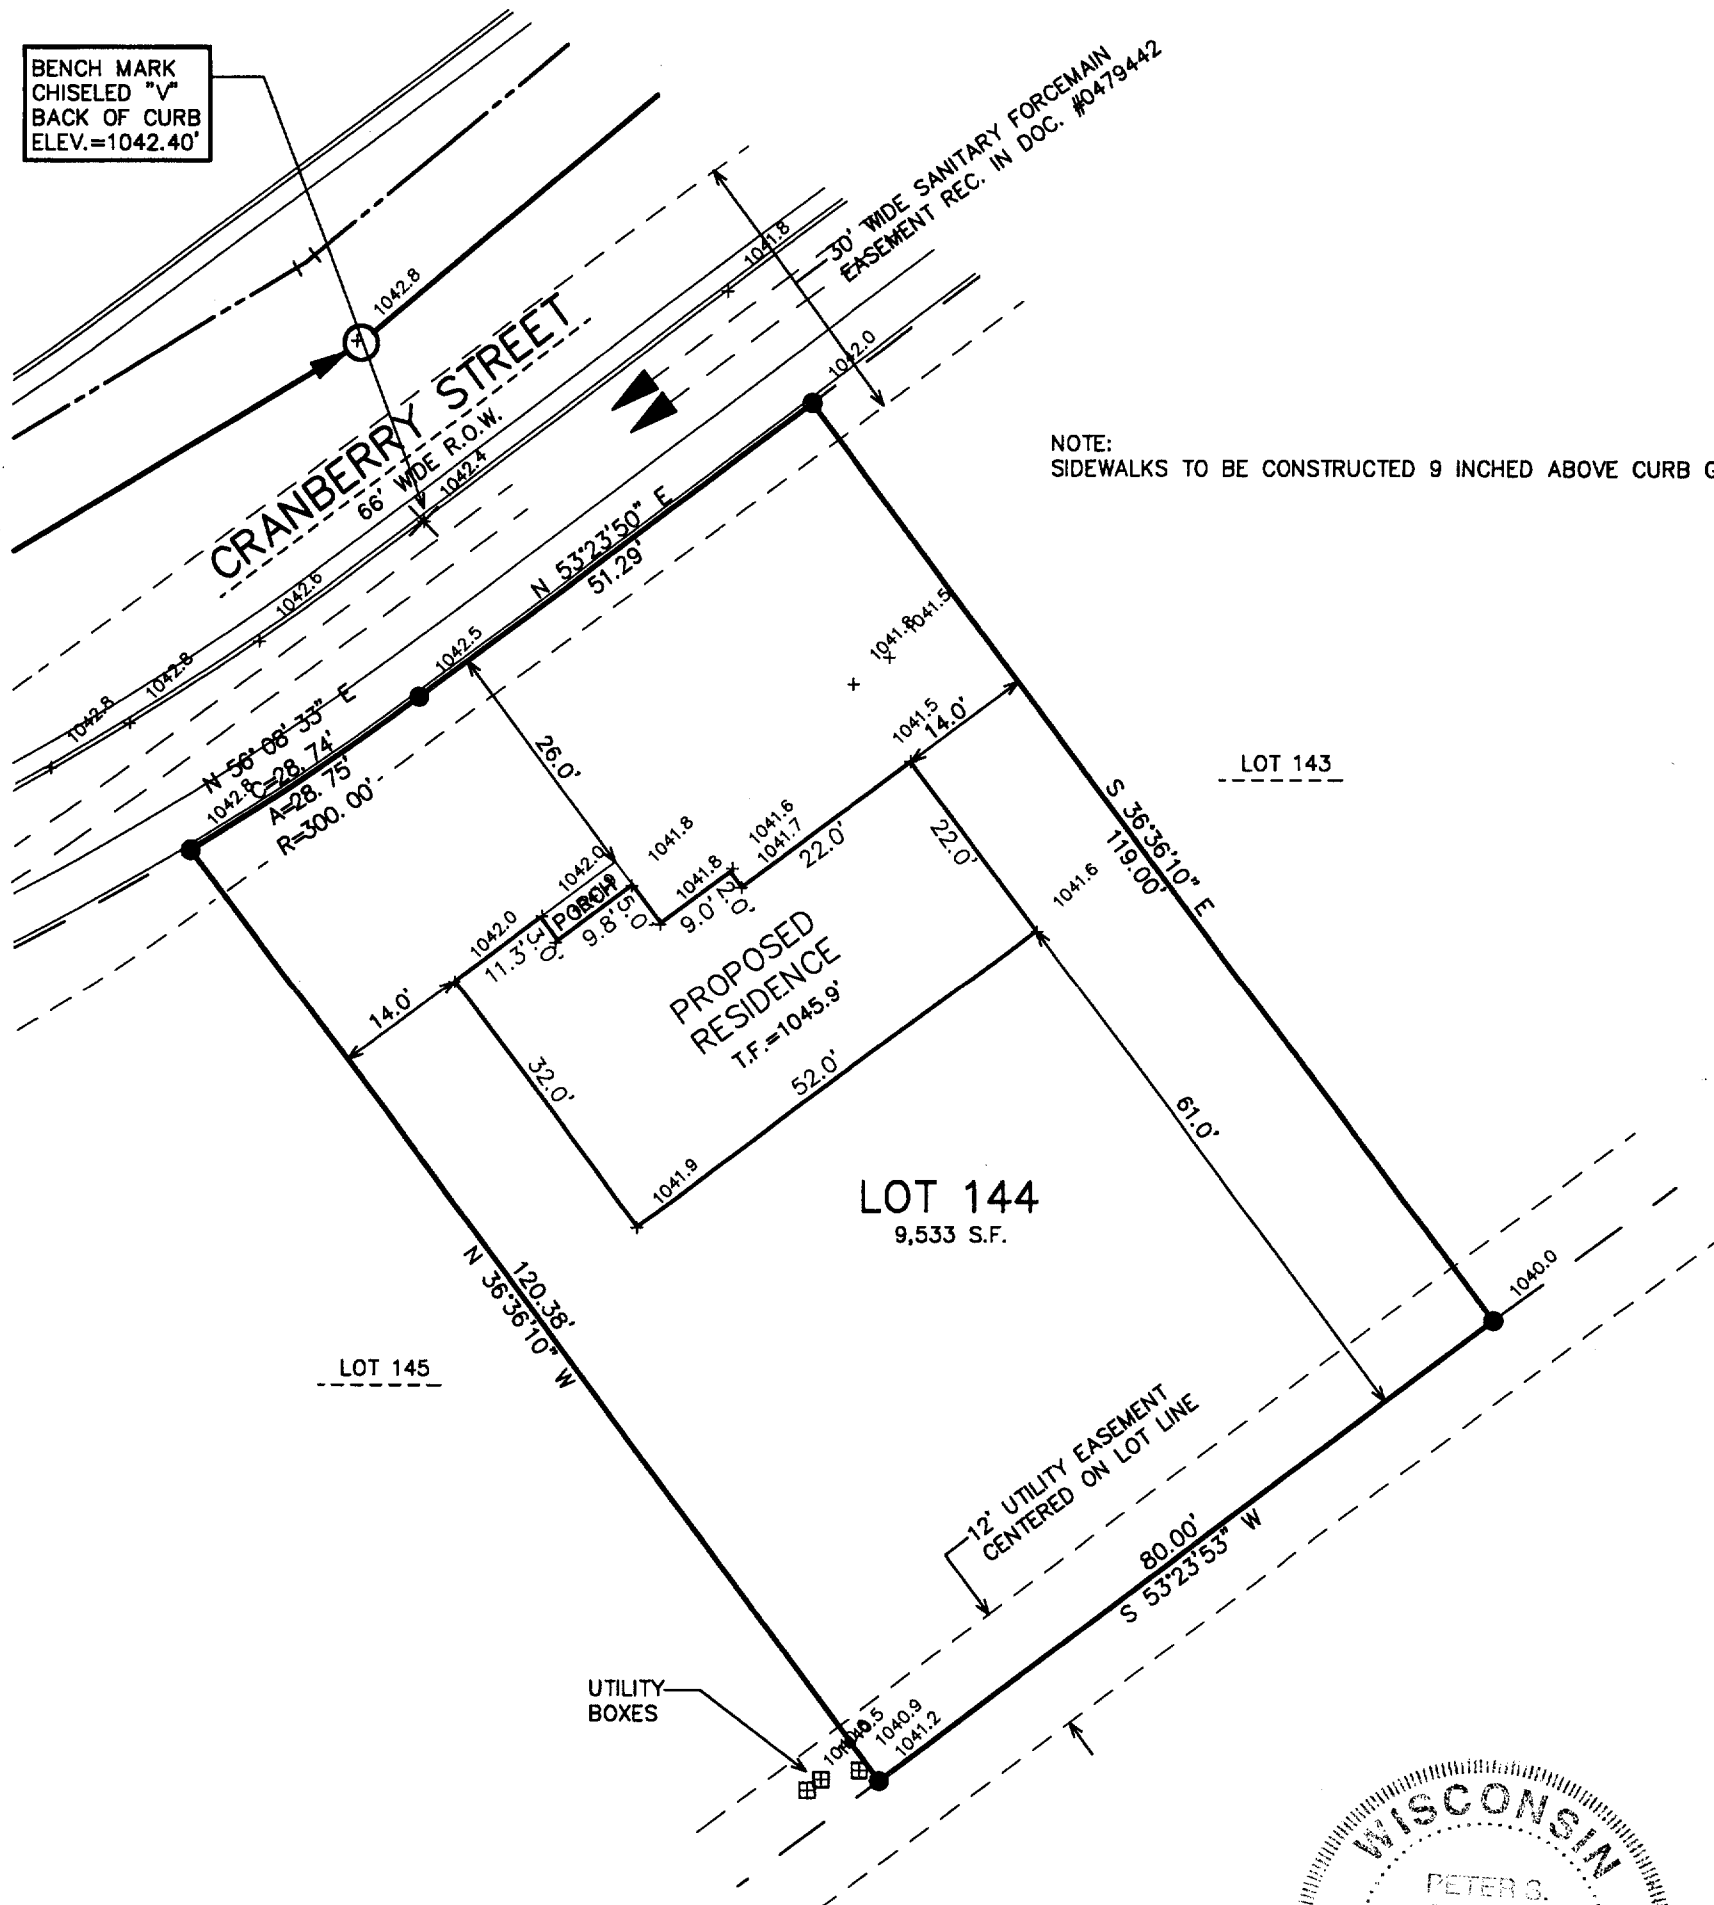 BENCH MARK
CHISELED "V"
BACK OF CURB
ELEV.=1042.40'
30' WIDE SANITARY FORCEMAIN
EASEMENT REC. IN DOC. #0479442
1041.8
1042.8
CRANBERRY STREET
66' WIDE R.O.W.
1042.0
1042.4
NOTE:
SIDEWALKS TO BE CONSTRUCTED 9 INCHED ABOVE CURB G
N 53°23'50" E
51.29'
1042.6
1042.5
1042.8
1042.8
1041.8
1041.5
N 56°08'33" E
C=28.74'
A=28.75'
R=300.00'
1042.8
26.0'
1041.5
14.0'
LOT 143
S 36°36'10" E
119.00'
1041.8
1041.6
1041.7
22.0'
22.0'
1041.6
1042.0
1041.8
PORCH
5.0'
2.0'
9.0'
9.8'
1042.0
3.0'
11.3'
14.0'
PROPOSED
RESIDENCE
T.F.=1045.9'
32.0'
52.0'
61.0'
1041.9
LOT 144
9,533 S.F.
120.38'
N 36°36'10" W
LOT 145
1040.0
12' UTILITY EASEMENT
CENTERED ON LOT LINE
80.00'
S 53°23'53" W
UTILITY
BOXES
1040.9
1041.2
WISCONSIN
PETER S.